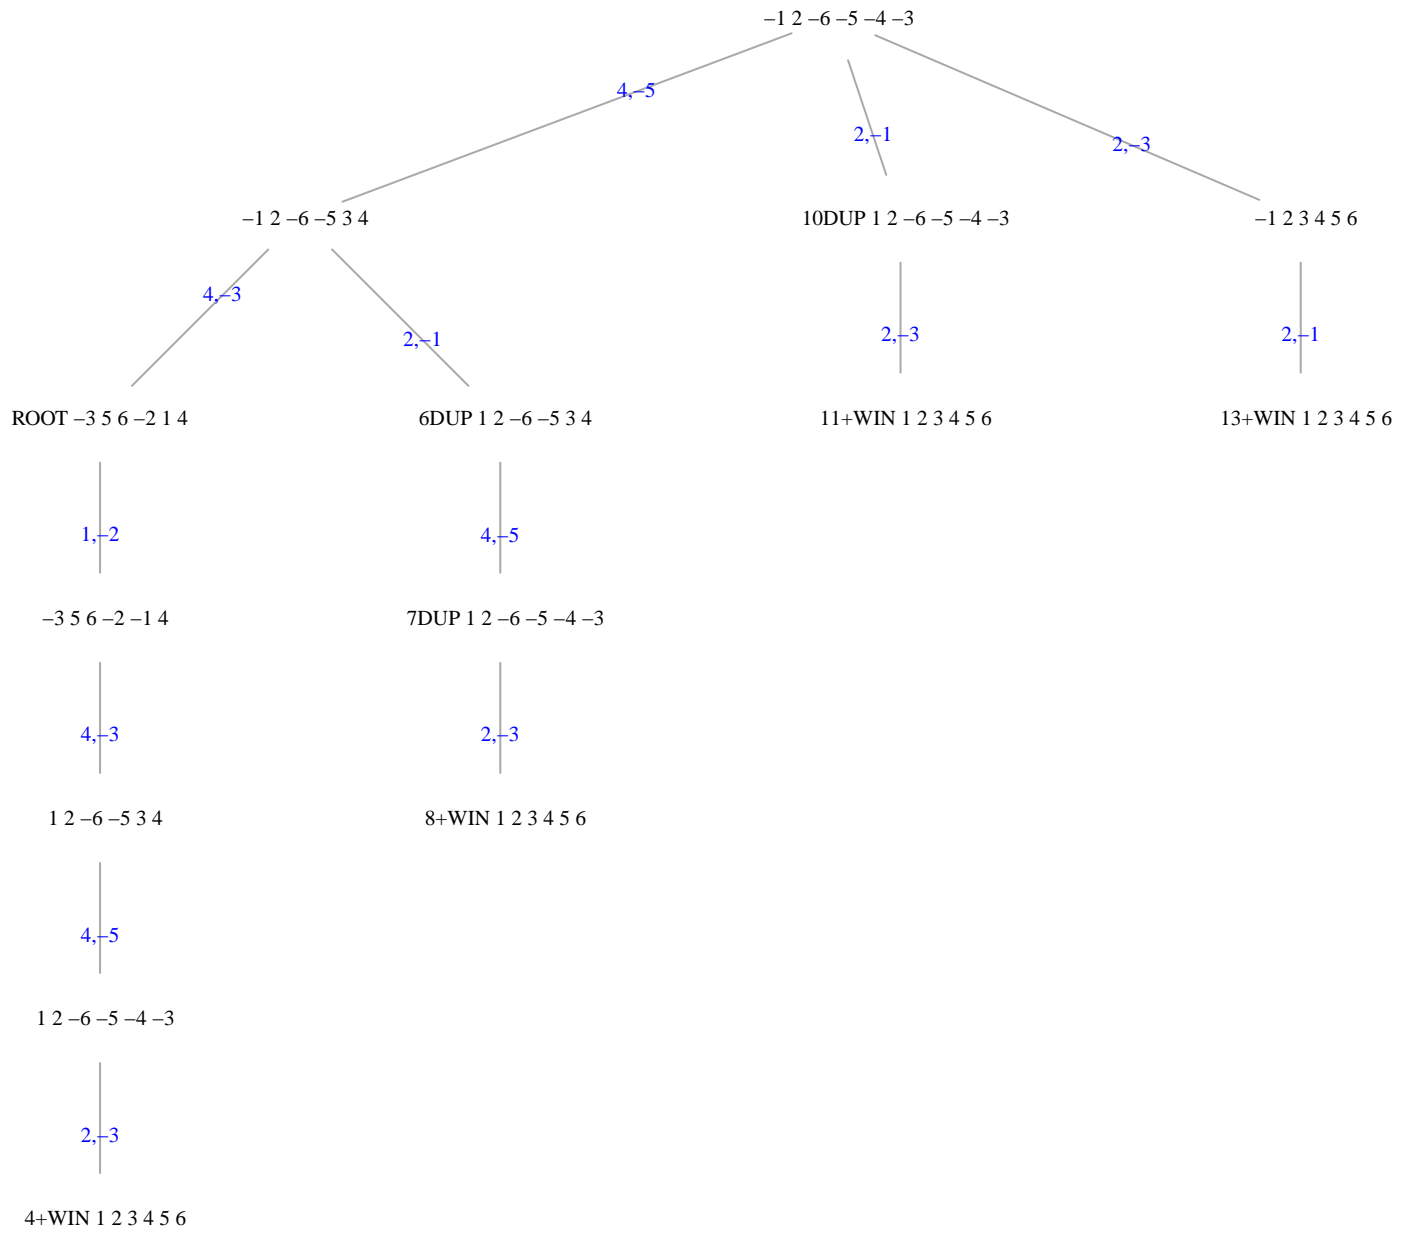 –1 2 –6 –5 –4 –3
4,–5
2,–1
2,–3
–1 2 –6 –5 3 4
10DUP 1 2 –6 –5 –4 –3
–1 2 3 4 5 6
4,–3
2,–1
2,–3
2,–1
ROOT –3 5 6 –2 1 4
6DUP 1 2 –6 –5 3 4
11+WIN 1 2 3 4 5 6
13+WIN 1 2 3 4 5 6
1,–2
4,–5
–3 5 6 –2 –1 4
7DUP 1 2 –6 –5 –4 –3
4,–3
2,–3
1 2 –6 –5 3 4
8+WIN 1 2 3 4 5 6
4,–5
1 2 –6 –5 –4 –3
2,–3
4+WIN 1 2 3 4 5 6